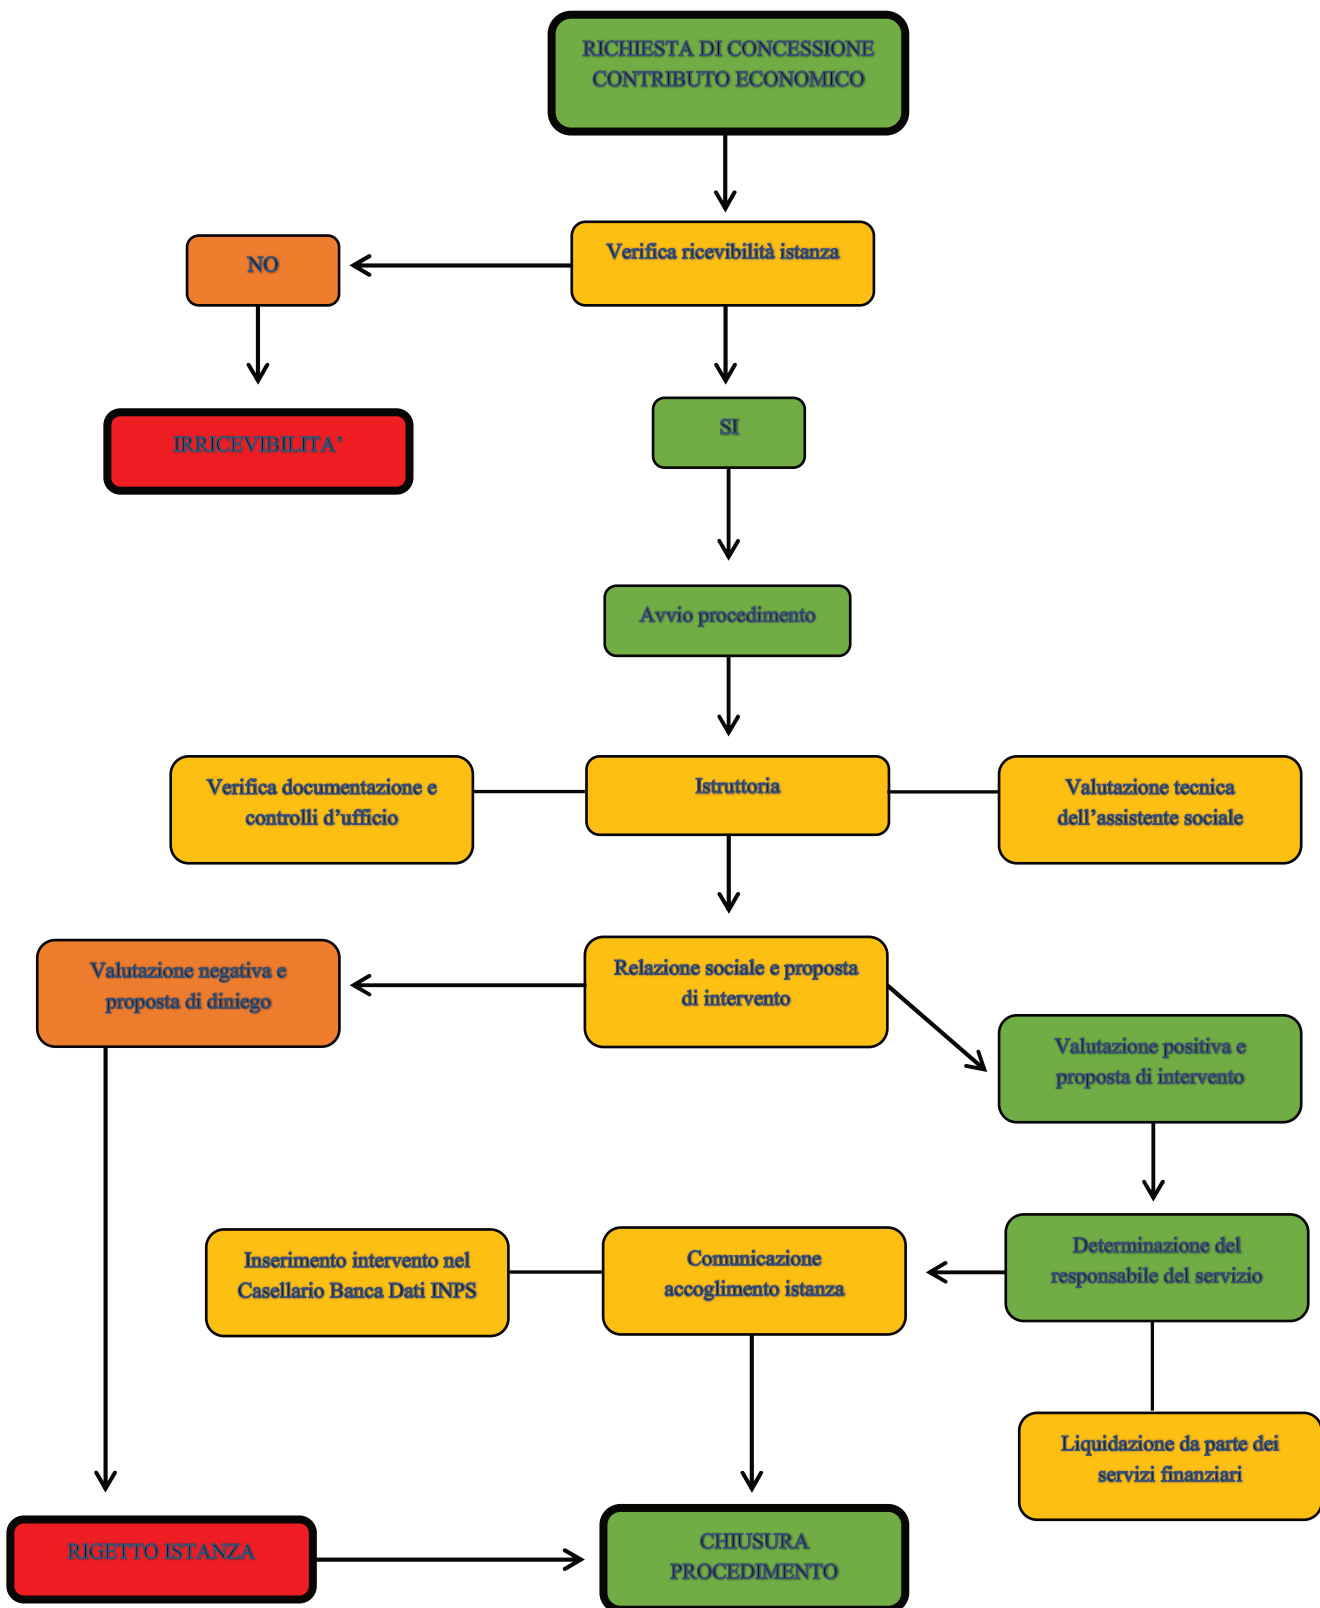 RICHIESTA DI CONCESSIONE
CONTRIBUTO ECONOMICO
Verifica ricevibilità istanza
NO
IRRICEVIBILITA’
SI
Avvio procedimento
Verifica documentazione e
controlli d’ufficio
Istruttoria
Valutazione tecnica
dell’assistente sociale
Valutazione negativa e
proposta di diniego
Relazione sociale e proposta
di intervento
Valutazione positiva e
proposta di intervento
Inserimento intervento nel
Casellario Banca Dati INPS
Comunicazione
accoglimento istanza
Determinazione del
responsabile del servizio
Liquidazione da parte dei
servizi finanziari
RIGETTO ISTANZA
CHIUSURA
PROCEDIMENTO